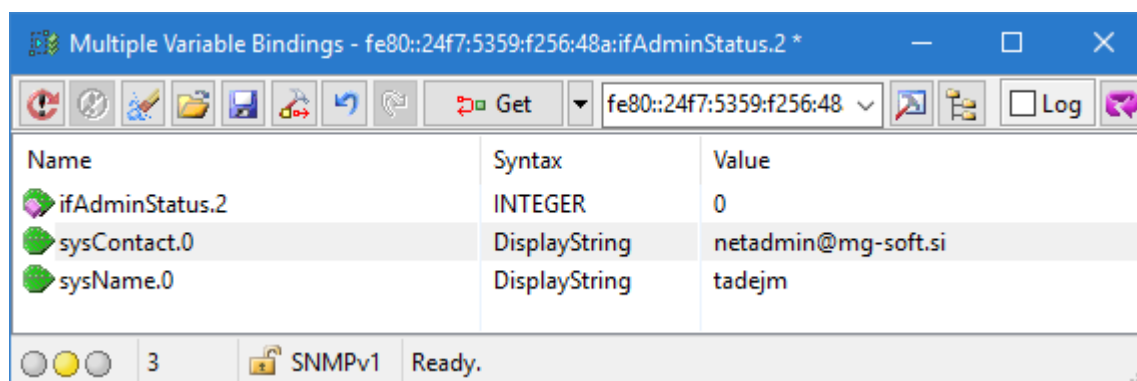 Multiple Variable Bindings - fe80::24f7:5359:f256:48a:ifAdminStatus.2 *
Get fe80::24f7:5359:f256:48 Log
Name Syntax Value
ifAdminStatus.2 INTEGER 0
sysContact.0 DisplayString netadmin@mg-soft.si
sysName.0 DisplayString tadejm
3 SNMPv1 Ready.